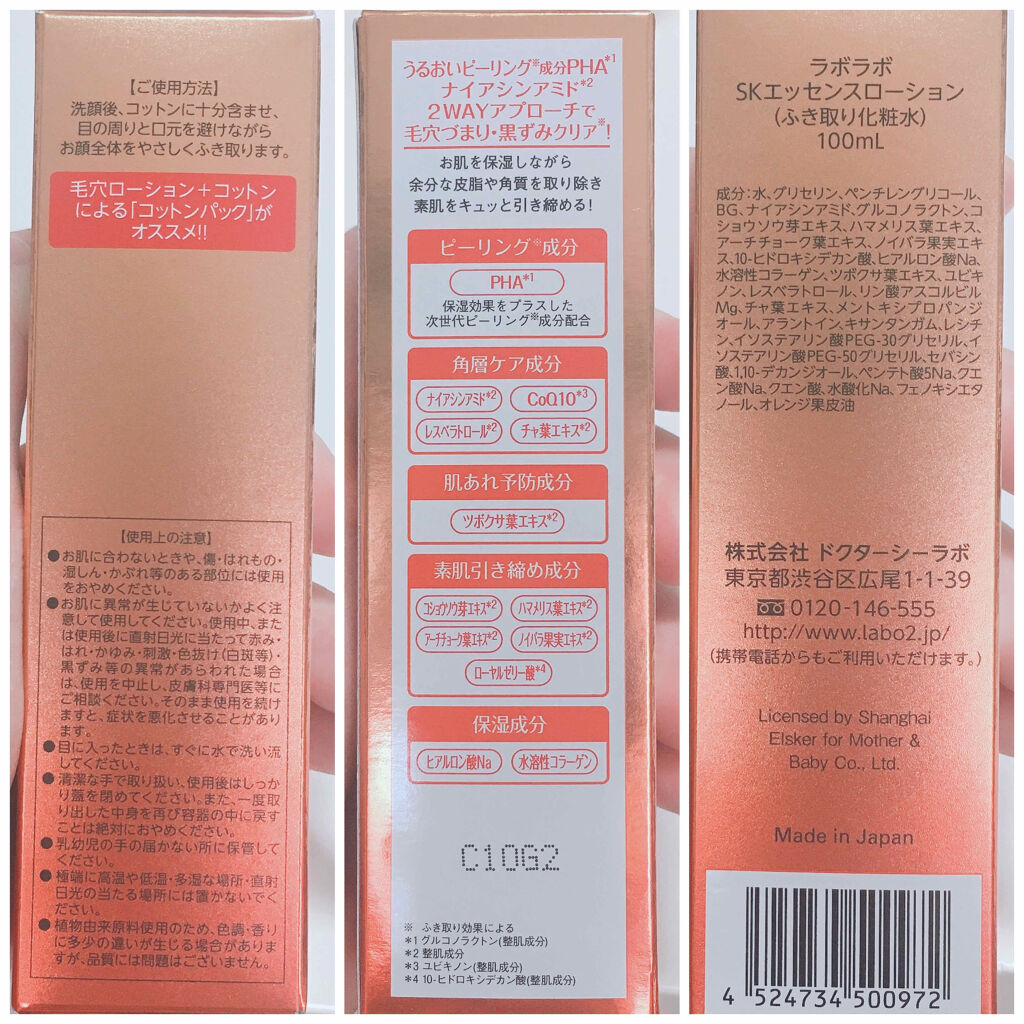 【ご使用方法】
洗顔後、コットンに十分含ませ、
目の周りと口元を避けながら
お顔全体をやさしくふき取ります。
毛穴ローション＋コットン
による「コットンパック」が
オススメ!!
【使用上の注意】
●お肌に合わないときや、傷・はれもの・
湿しん・かぶれ等のある部位には使用
をおやめください。
●お肌に異常が生じていないかよく注
意して使用してください。使用中、また
は使用後に直射日光に当たって赤み・
はれ・かゆみ・刺激・色抜け(白斑等)・
黒ずみ等の異常があらわれた場合
は、使用を中止し、皮膚科専門医等に
ご相談ください。そのまま使用を続け
ますと、症状を悪化させることがあり
ます。
●目に入ったときは、すぐに水で洗い流
してください。
●清潔な手で取り扱い、使用後はしっか
り蓋を閉めてください。また、一度取
り出した中身を再び容器の中に戻す
ことは絶対におやめください。
●乳幼児の手の届かない所に保管して
ください。
●極端に高温や低温・多湿な場所・直射
日光の当たる場所には置かないでく
ださい。
●植物由来原料使用のため、色調・香り
に多少の違いが生じる場合がありま
すが、品質には問題はございません。
うるおいピーリング※成分PHA*1
ナイアシンアミド*2
2WAYアプローチで
毛穴づまり・黒ずみクリア※!
お肌を保湿しながら
余分な皮脂や角質を取り除き
素肌をキュッと引き締める!
ピーリング※成分
PHA*1
保湿効果をプラスした
次世代ピーリング※成分配合
角層ケア成分
ナイアシンアミド*2 CoQ10*3
レスベラトロール*2 チャ葉エキス*2
肌あれ予防成分
ツボクサ葉エキス*2
素肌引き締め成分
コショウソウ芽エキス*2 ハマメリス葉エキス*2
アーチチョーク葉エキス*2 ノイバラ果実エキス*2
ローヤルゼリー酸*4
保湿成分
ヒアルロン酸Na 水溶性コラーゲン
C10G2
※ ふき取り効果による
*1 グルコノラクトン(整肌成分)
*2 整肌成分
*3 ユビキノン(整肌成分)
*4 10-ヒドロキシデカン酸(整肌成分)
ラボラボ
SKエッセンスローション
(ふき取り化粧水)
100mL
成分：水、グリセリン、ペンチレングリコール、
BG、ナイアシンアミド、グルコノラクトン、コ
ショウソウ芽エキス、ハマメリス葉エキス、
アーチチョーク葉エキス、ノイバラ果実エキ
ス、10-ヒドロキシデカン酸、ヒアルロン酸Na、
水溶性コラーゲン、ツボクサ葉エキス、ユビキ
ノン、レスベラトロール、リン酸アスコルビル
Mg、チャ葉エキス、メントキシプロパンジ
オール、アラントイン、キサンタンガム、レシチ
ン、イソステアリン酸PEG-30グリセリル、イ
ソステアリン酸PEG-50グリセリル、セバシン
酸、1,10-デカンジオール、ペンテト酸5Na、クエ
ン酸Na、クエン酸、水酸化Na、フェノキシエタ
ノール、オレンジ果皮油
株式会社 ドクターシーラボ
東京都渋谷区広尾1-1-39
0120-146-555
http://www.labo2.jp/
(携帯電話からもご利用いただけます。)
Licensed by Shanghai
Elsker for Mother &
Baby Co., Ltd.
Made in Japan
4 524734 500972